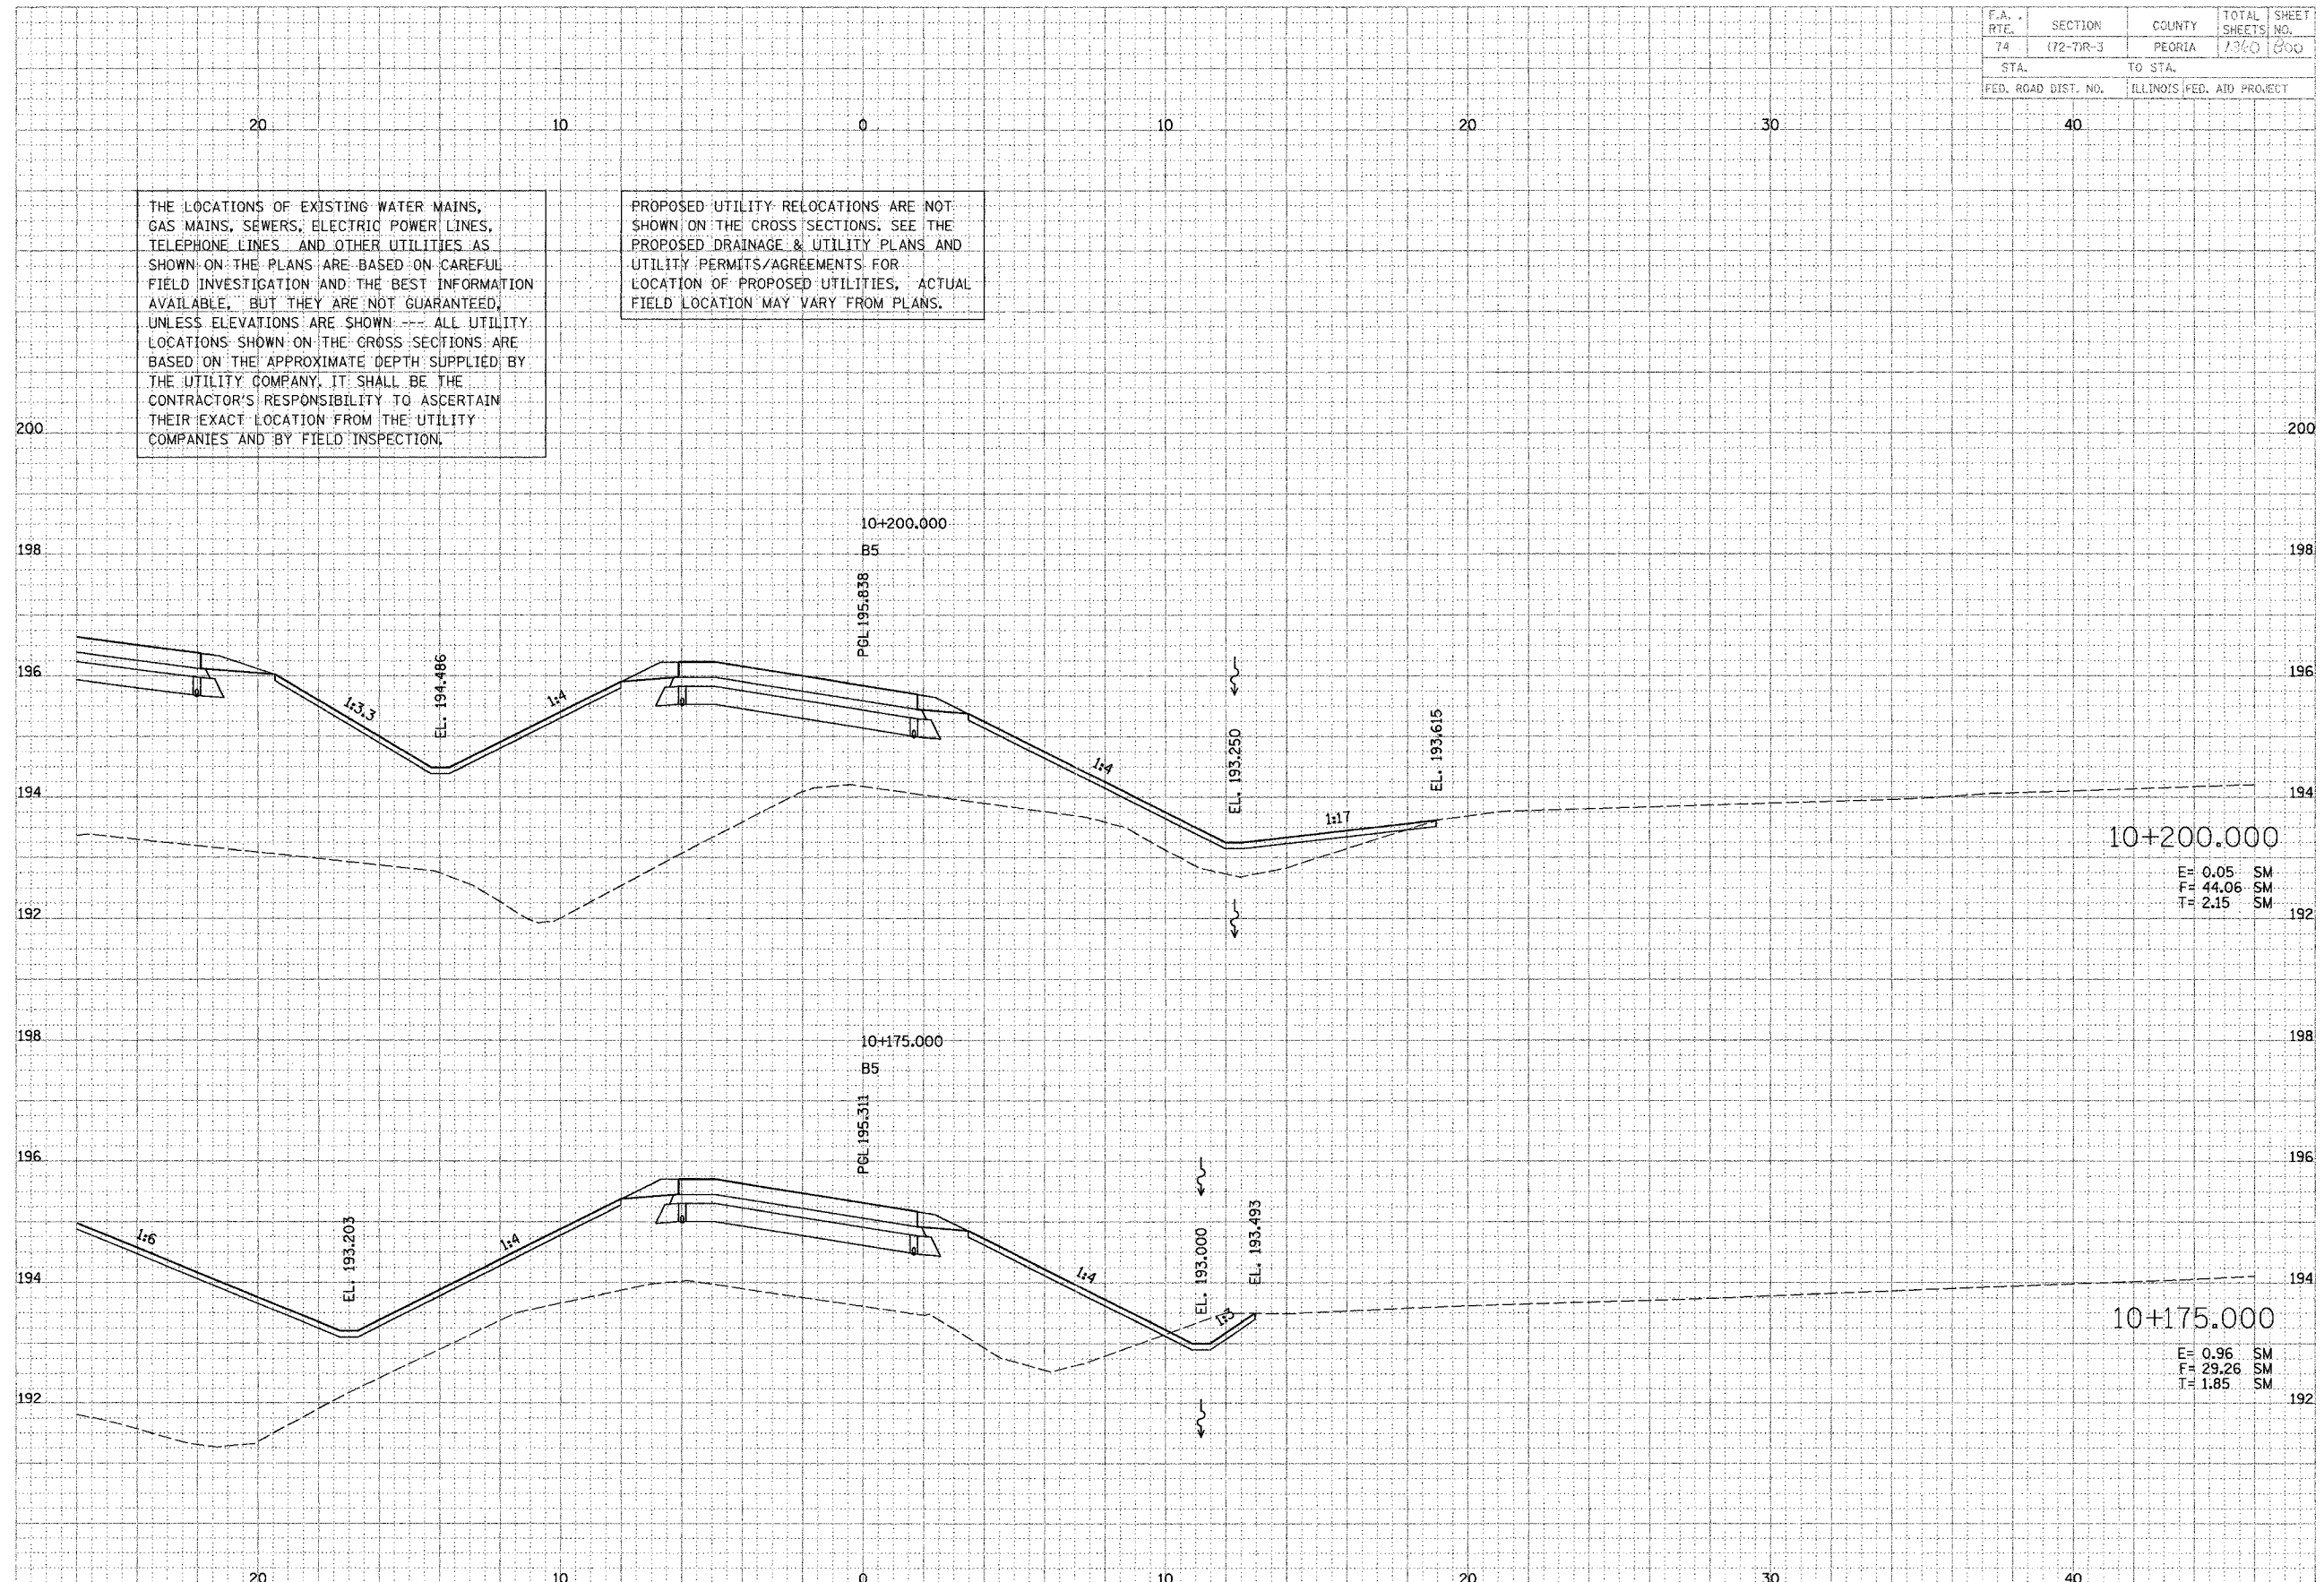 F.A. . RTE. SECTION COUNTY TOTAL SHEETS SHEET NO.
74 (72-7)R-3 PEORIA 1360 800
STA. TO STA.
FED. ROAD DIST. NO. ILLINOIS FED. AID PROJECT
20 10 0 10 20 30 40
THE LOCATIONS OF EXISTING WATER MAINS,
GAS MAINS, SEWERS, ELECTRIC POWER LINES,
TELEPHONE LINES AND OTHER UTILITIES AS
SHOWN ON THE PLANS ARE BASED ON CAREFUL
FIELD INVESTIGATION AND THE BEST INFORMATION
AVAILABLE, BUT THEY ARE NOT GUARANTEED,
UNLESS ELEVATIONS ARE SHOWN --- ALL UTILITY
LOCATIONS SHOWN ON THE CROSS SECTIONS ARE
BASED ON THE APPROXIMATE DEPTH SUPPLIED BY
THE UTILITY COMPANY. IT SHALL BE THE
CONTRACTOR'S RESPONSIBILITY TO ASCERTAIN
THEIR EXACT LOCATION FROM THE UTILITY
COMPANIES AND BY FIELD INSPECTION.
PROPOSED UTILITY RELOCATIONS ARE NOT
SHOWN ON THE CROSS SECTIONS. SEE THE
PROPOSED DRAINAGE & UTILITY PLANS AND
UTILITY PERMITS/AGREEMENTS FOR
LOCATION OF PROPOSED UTILITIES, ACTUAL
FIELD LOCATION MAY VARY FROM PLANS.
200 200
10+200.000
198 B5 198
PGL 195.838
196 196
1:3.3
EL. 194.486
1:4
1:4
EL. 193.250
EL. 193.615
194 194
1:17
10+200.000
E= 0.05 SM
F= 44.06 SM
T= 2.15 SM
192 192
198 198
10+175.000
B5
PGL 195.311
196 196
1:6
EL. 193.203
1:4
1:4
EL. 193.000
EL. 193.493
1:3
194 194
10+175.000
E= 0.96 SM
F= 29.26 SM
T= 1.85 SM
192 192
20 10 0 10 20 30 40